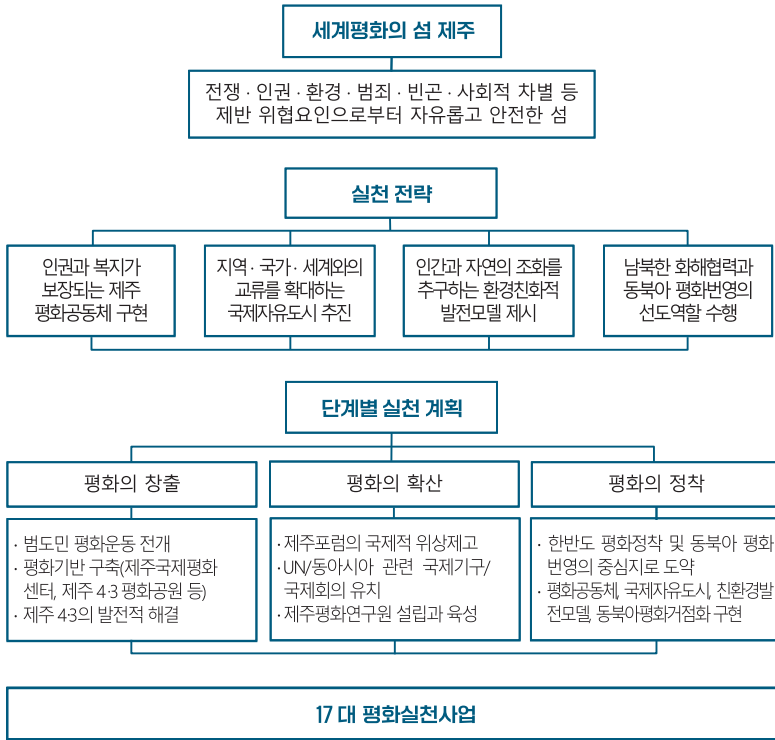 세계평화의 섬 제주
전쟁 · 인권 · 환경 · 범죄 · 빈곤 · 사회적 차별 등
제반 위협요인으로부터 자유롭고 안전한 섬
실천 전략
인권과 복지가
보장되는 제주
평화공동체 구현
지역 · 국가 · 세계와의
교류를 확대하는
국제자유도시 추진
인간과 자연의 조화를
추구하는 환경친화적
발전모델 제시
남북한 화해협력과
동북아 평화번영의
선도역할 수행
단계별 실천 계획
평화의 창출
· 범도민 평화운동 전개
· 평화기반 구축(제주국제평화
센터, 제주 4·3 평화공원 등)
· 제주 4·3의 발전적 해결
평화의 확산
· 제주포럼의 국제적 위상제고
· UN/동아시아 관련 국제기구/
국제회의 유치
· 제주평화연구원 설립과 육성
평화의 정착
· 한반도 평화정착 및 동북아 평화
번영의 중심지로 도약
· 평화공동체, 국제자유도시, 친환경발
전모델, 동북아평화거점화 구현
17대 평화실천사업